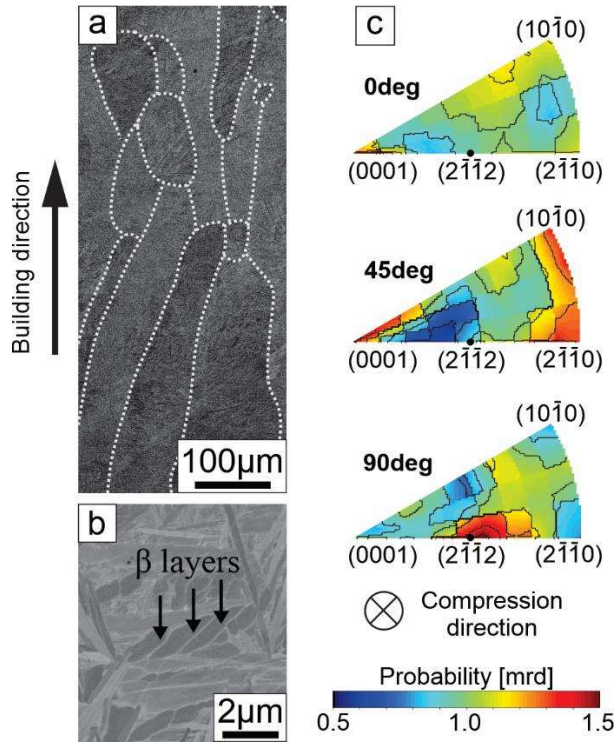 a
Building direction
100μm
b
β layers
2μm
c
(101̄0)
0deg
(0001) (21̄1̄2) (21̄1̄0)
(101̄0)
45deg
(0001) (21̄1̄2) (21̄1̄0)
(101̄0)
90deg
(0001) (21̄1̄2) (21̄1̄0)
Compression
direction
Probability [mrd]
0.5 1.0 1.5